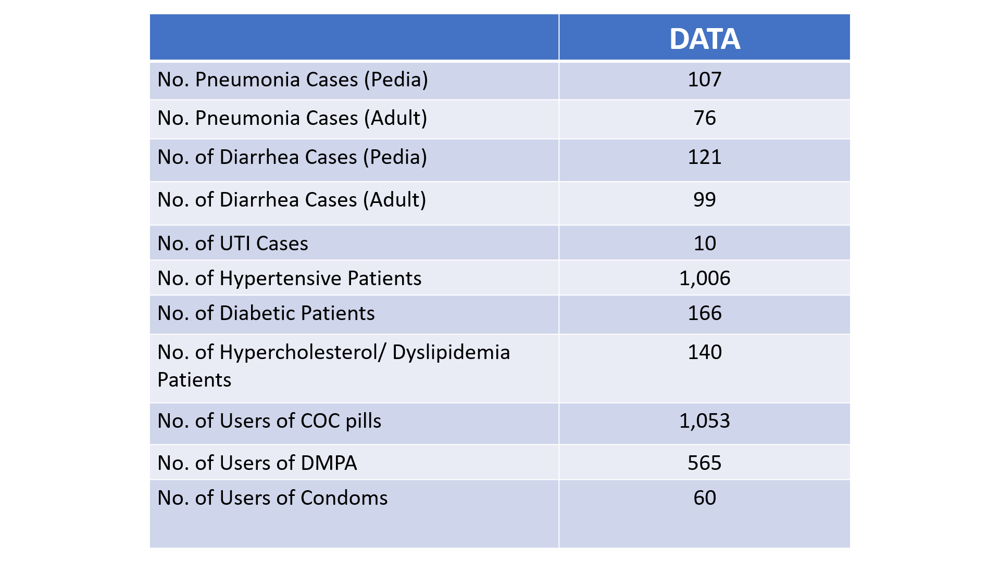 DATA
No. Pneumonia Cases (Pedia) 107
No. Pneumonia Cases (Adult) 76
No. of Diarrhea Cases (Pedia) 121
No. of Diarrhea Cases (Adult) 99
No. of UTI Cases 10
No. of Hypertensive Patients 1,006
No. of Diabetic Patients 166
No. of Hypercholesterol/ Dyslipidemia 140
Patients
No. of Users of COC pills 1,053
No. of Users of DMPA 565
No. of Users of Condoms 60